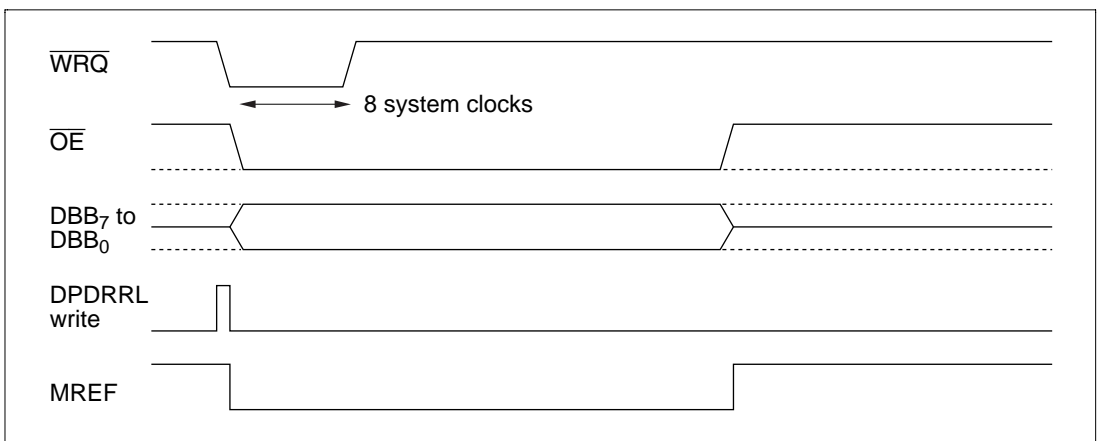 WRQ
8 system clocks
OE
DBB7 to
DBB0
DPDRRL
write
MREF